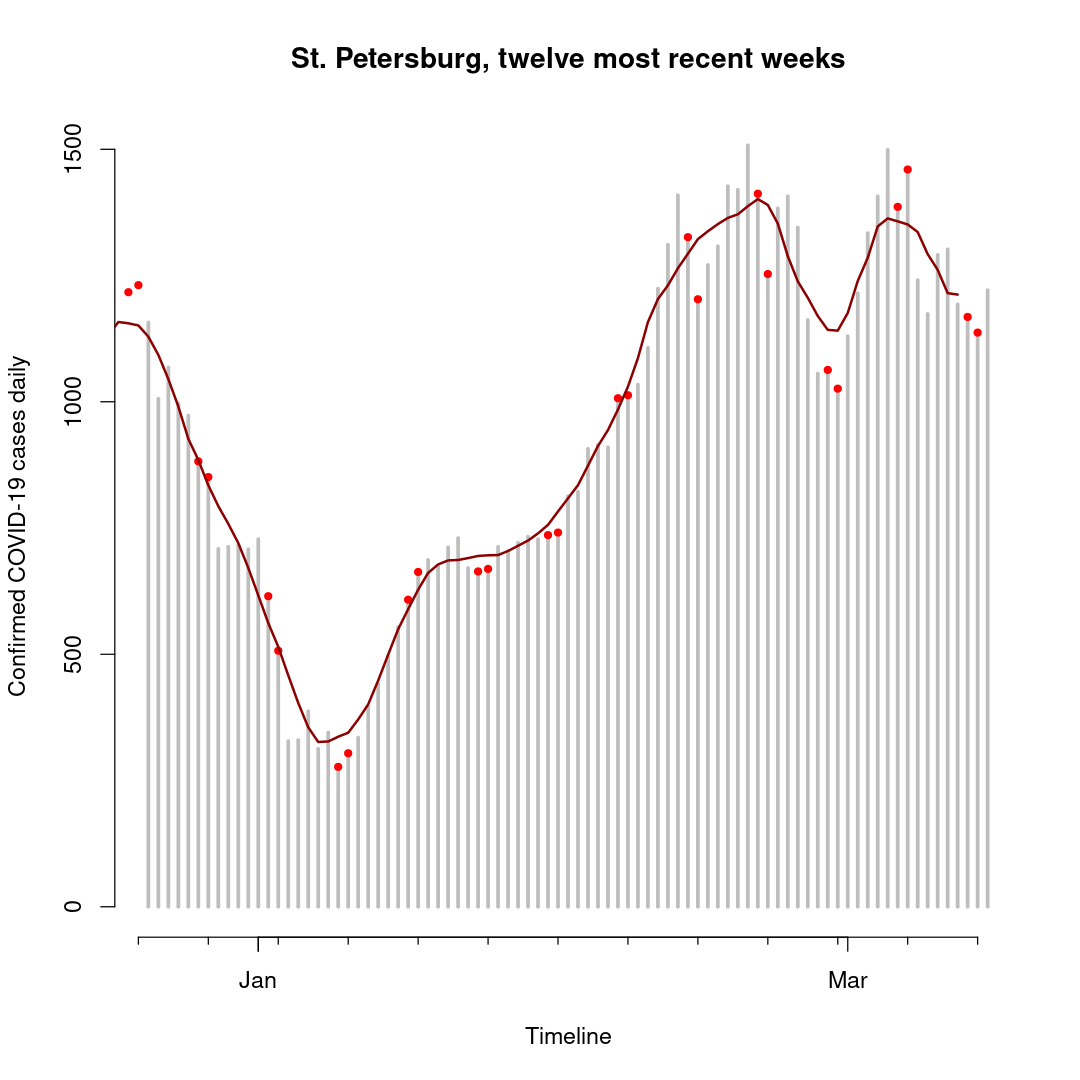 St. Petersburg, twelve most recent weeks
Confirmed COVID-19 cases daily
1500
1000
500
0
Jan
Mar
Timeline